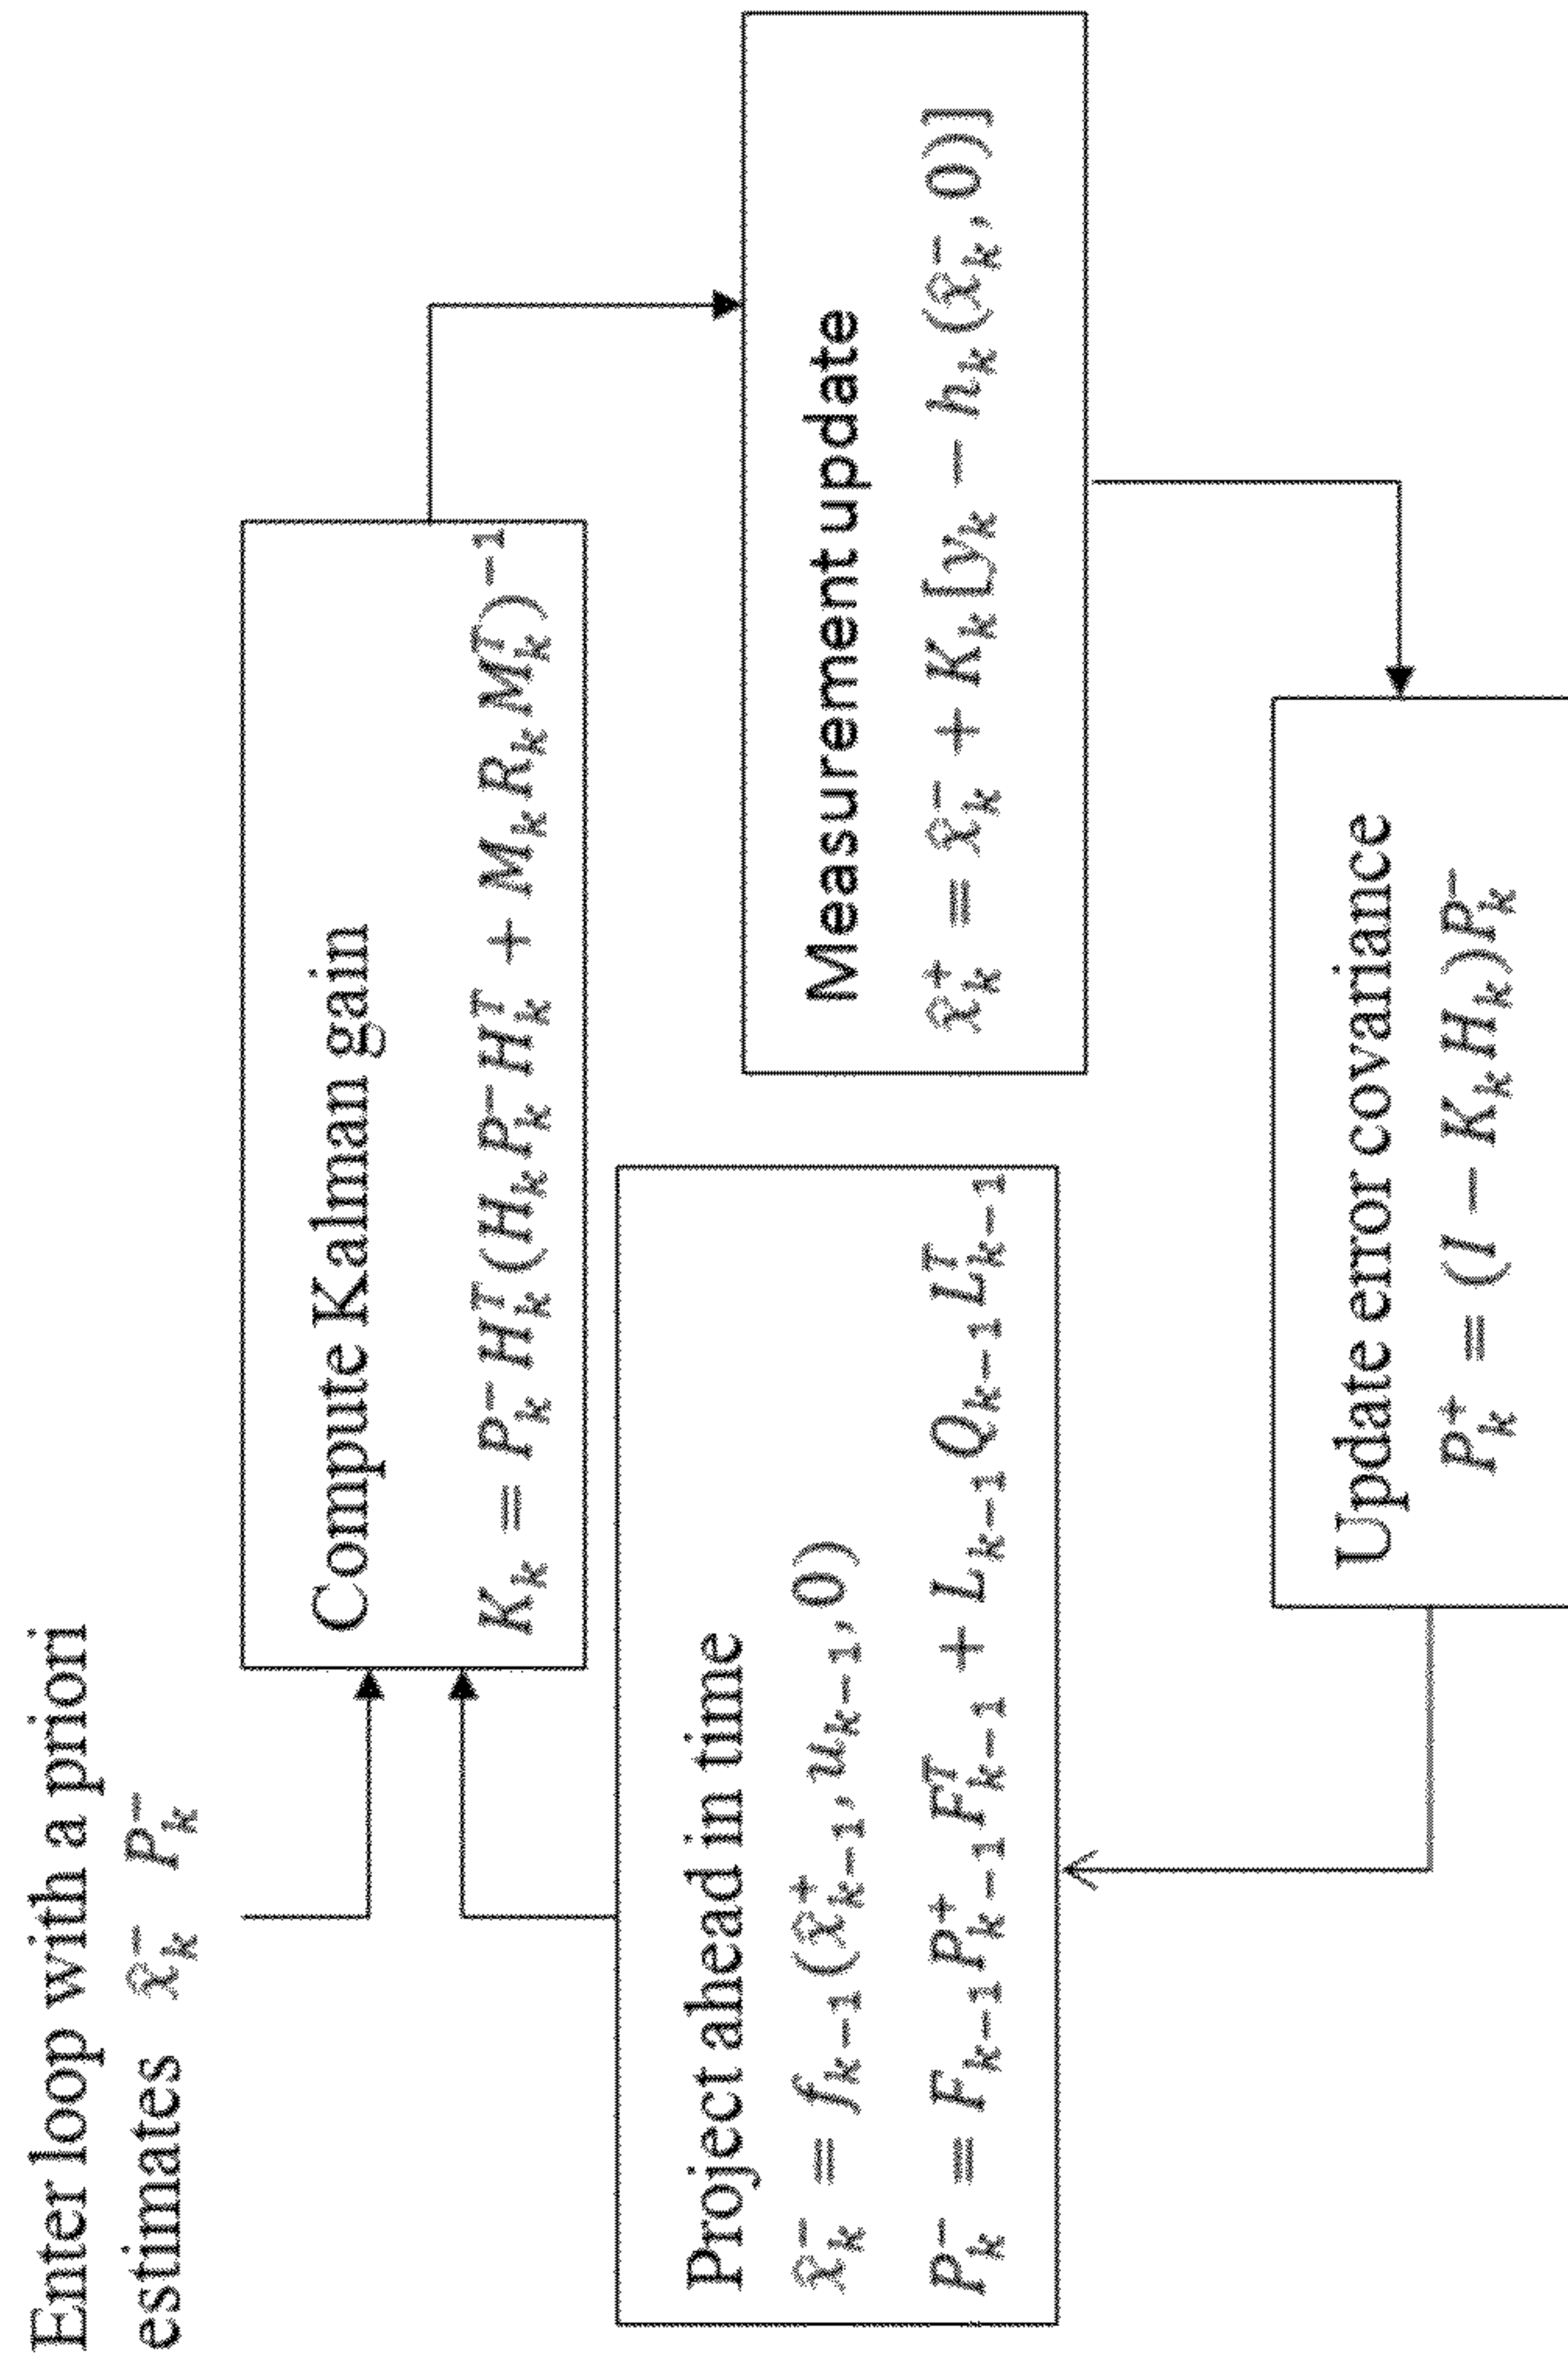 Enter loop with a priori
estimates x̂ₖ⁻ Pₖ⁻
Compute Kalman gain
Kₖ = Pₖ⁻Hₖᵀ(HₖPₖ⁻Hₖᵀ + MₖRₖMₖᵀ)⁻¹
Measurement update
x̂ₖ⁺ = x̂ₖ⁻ + Kₖ[yₖ − hₖ(x̂ₖ⁻, 0)]
Update error covariance
Pₖ⁺ = (I − KₖHₖ)Pₖ⁻
Project ahead in time
x̂ₖ⁻ = fₖ₋₁(x̂ₖ₋₁⁺, uₖ₋₁, 0)
Pₖ⁻ = Fₖ₋₁Pₖ₋₁⁺Fₖ₋₁ᵀ + Lₖ₋₁Qₖ₋₁Lₖ₋₁ᵀ